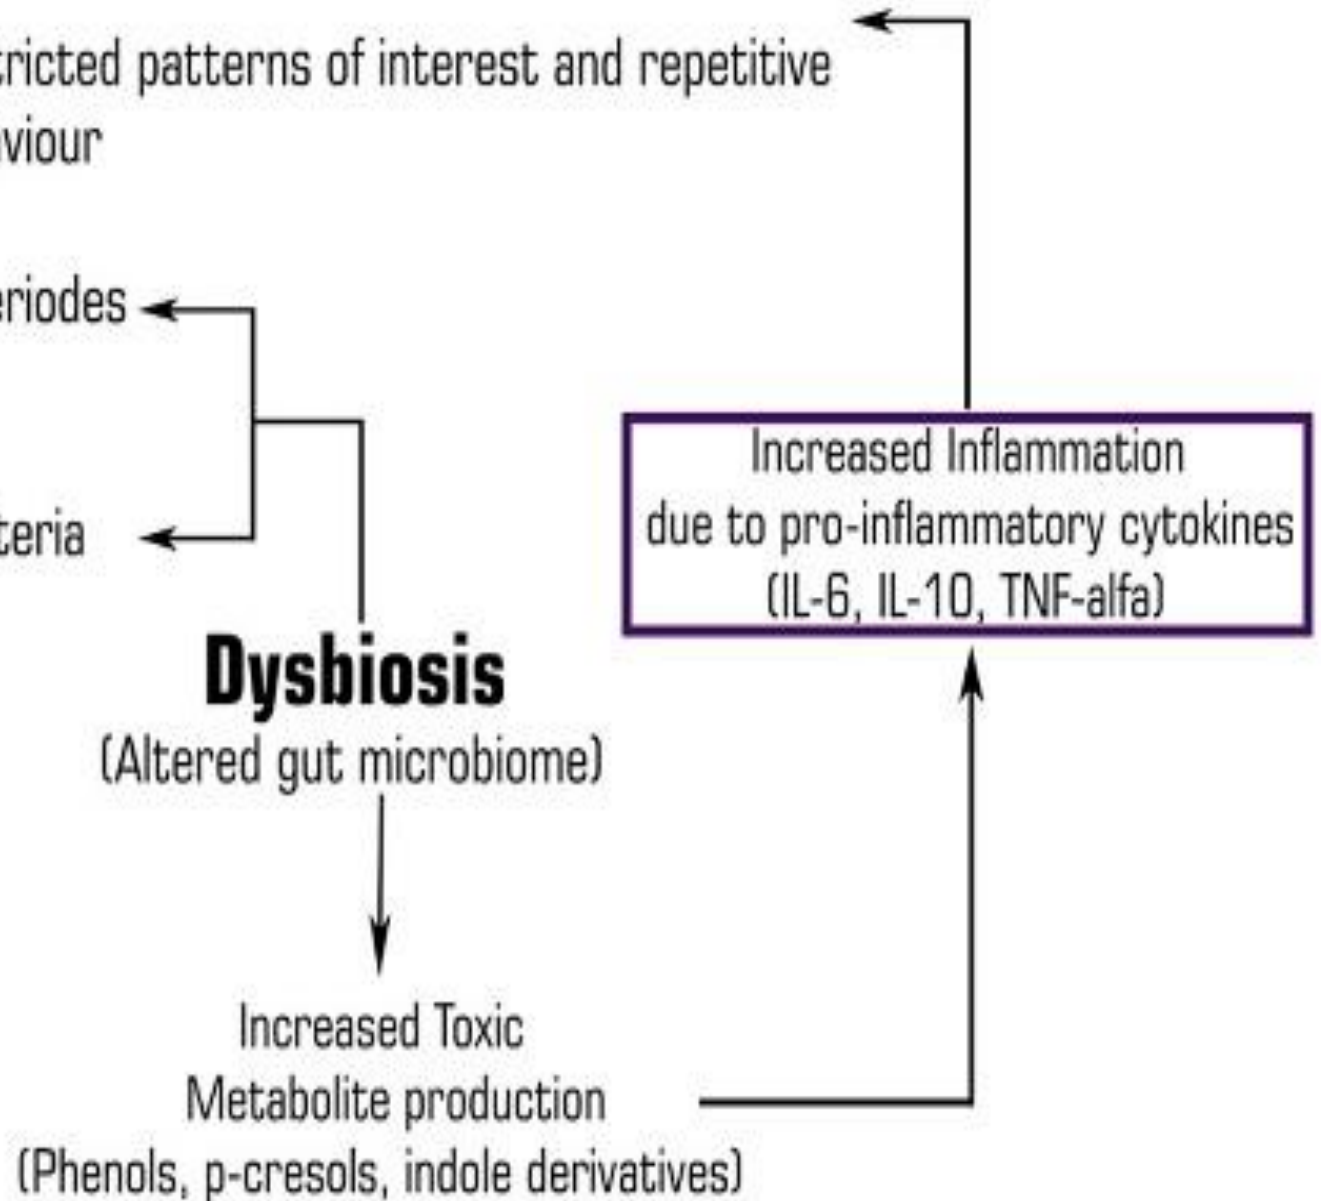 tricted patterns of interest and repetitive
aviour
eriodes
teria
Increased Inflammation
due to pro-inflammatory cytokines
(IL-6, IL-10, TNF-alfa)
Dysbiosis
(Altered gut microbiome)
Increased Toxic
Metabolite production
(Phenols, p-cresols, indole derivatives)